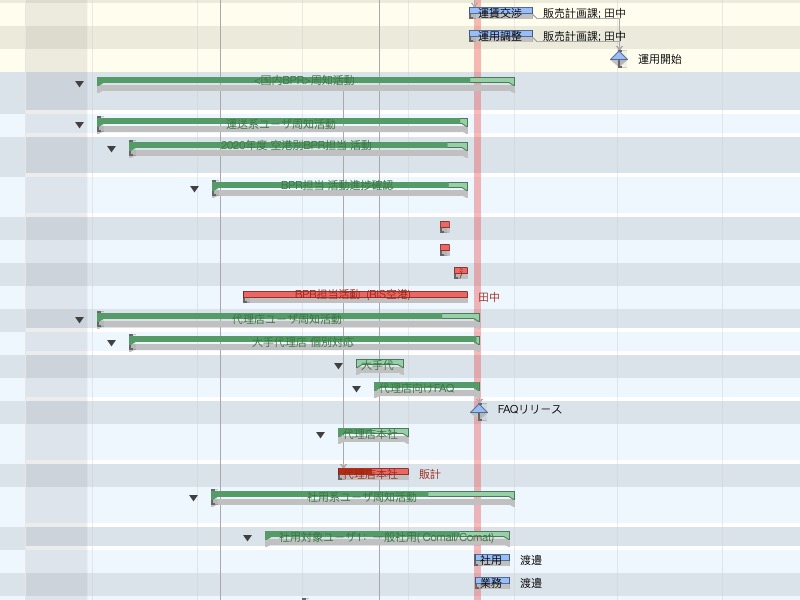 運賃交渉 販売計画課; 田中
運用調整 販売計画課; 田中
運用開始
<国内BPR>周知活動
運送系ユーザ周知活動
2020年度 空港別BPR担当 活動
BPR担当 活動進捗確認
BPR担当活動 (RIS空港) 田中
代理店ユーザ周知活動
大手代理店 個別対応
大手代
代理店向けFAQ
FAQリリース
代理店本社
代理店本社 販計
社用系ユーザ周知活動
社用対象ユーザ1: 一般社用( Comail/Comat)
社用 渡邉
業務 渡邉